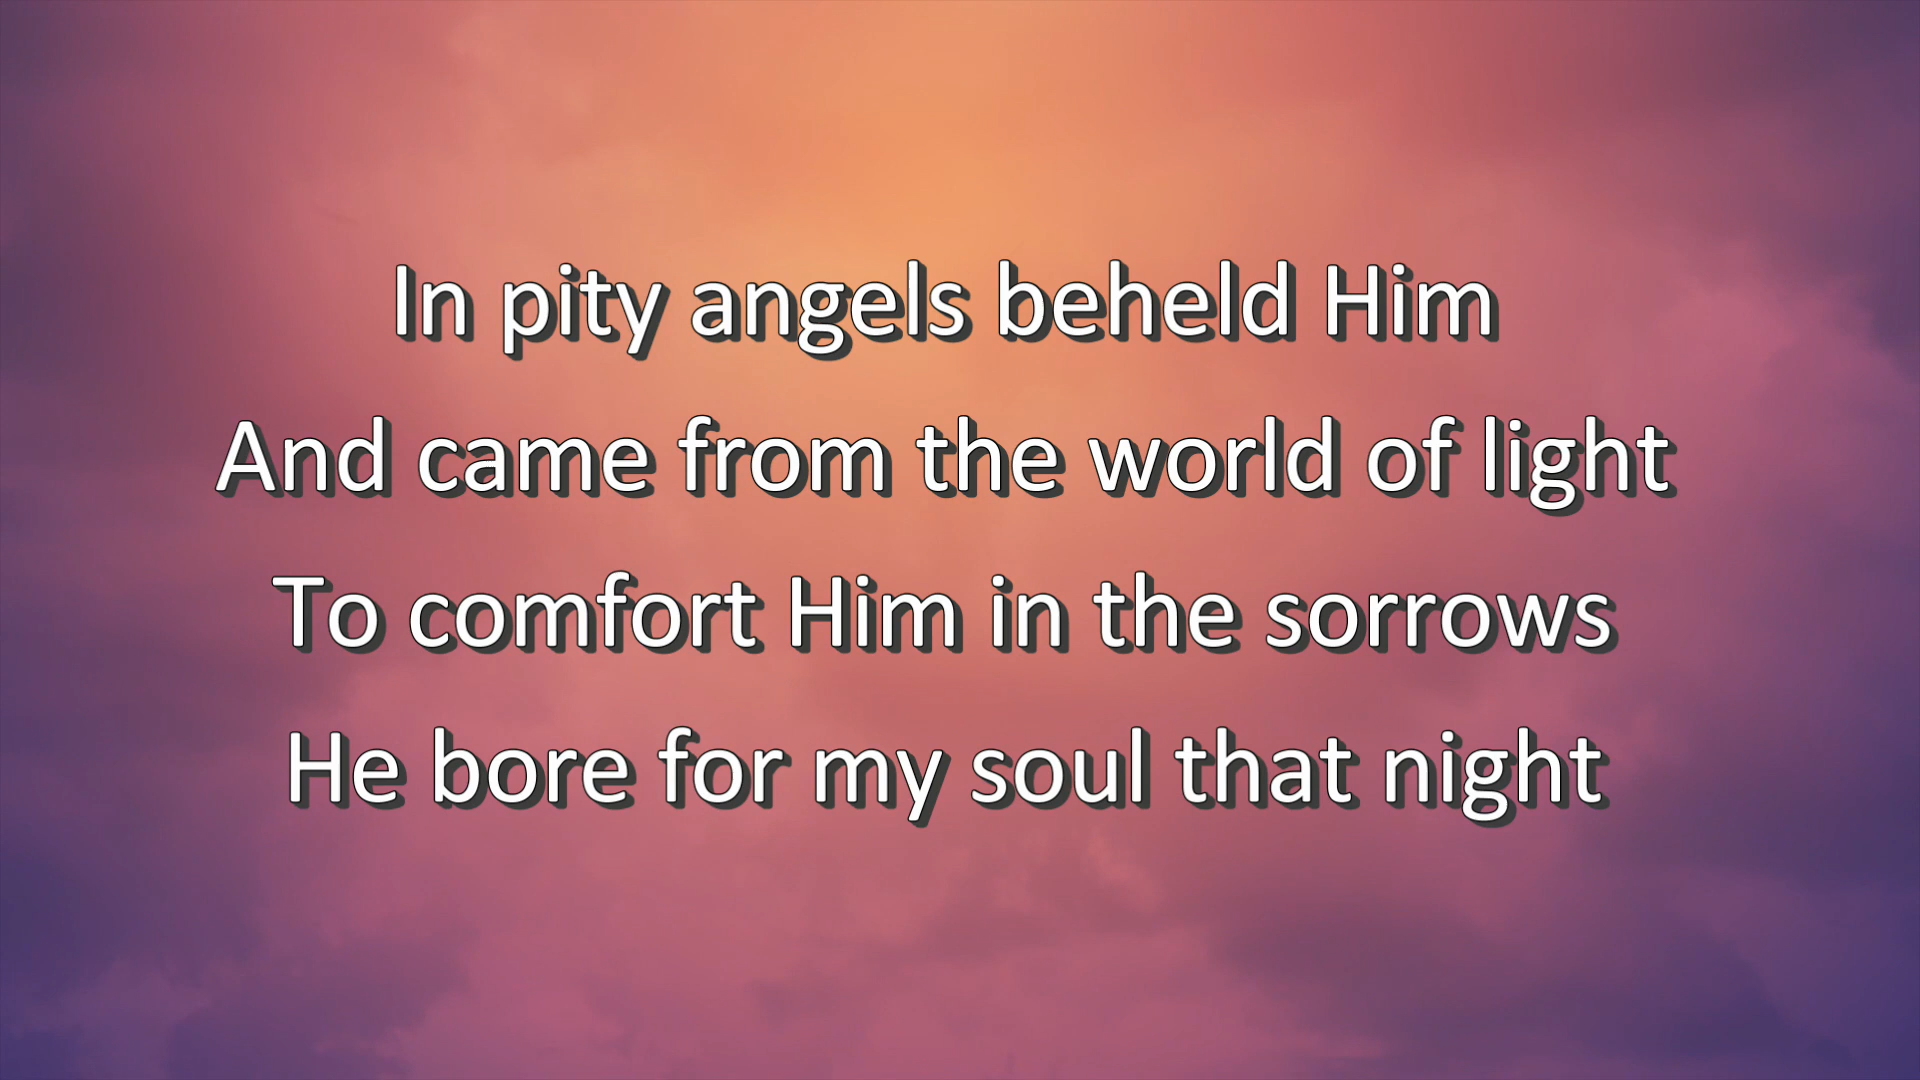 In pity angels beheld Him
And came from the world of light
To comfort Him in the sorrows
He bore for my soul that night